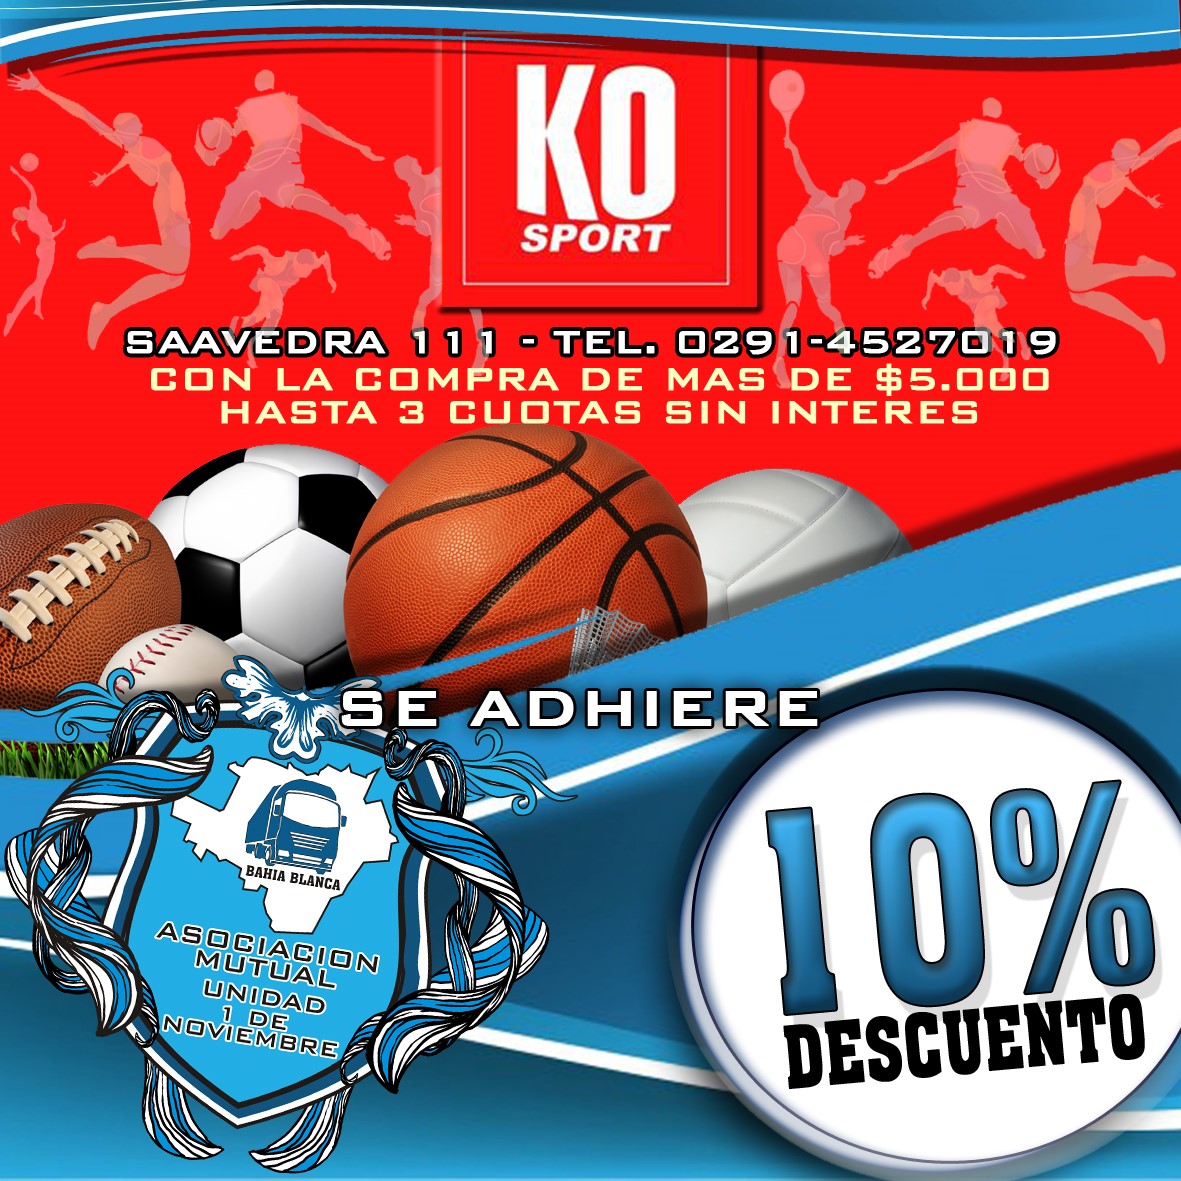 KO
SPORT
SAAVEDRA 111 - TEL. 0291-4527019
CON LA COMPRA DE MAS DE $5.000
HASTA 3 CUOTAS SIN INTERES
SE ADHIERE
BAHIA BLANCA
ASOCIACION
MUTUAL
UNIDAD
1 DE
NOVIEMBRE
10%
DESCUENTO